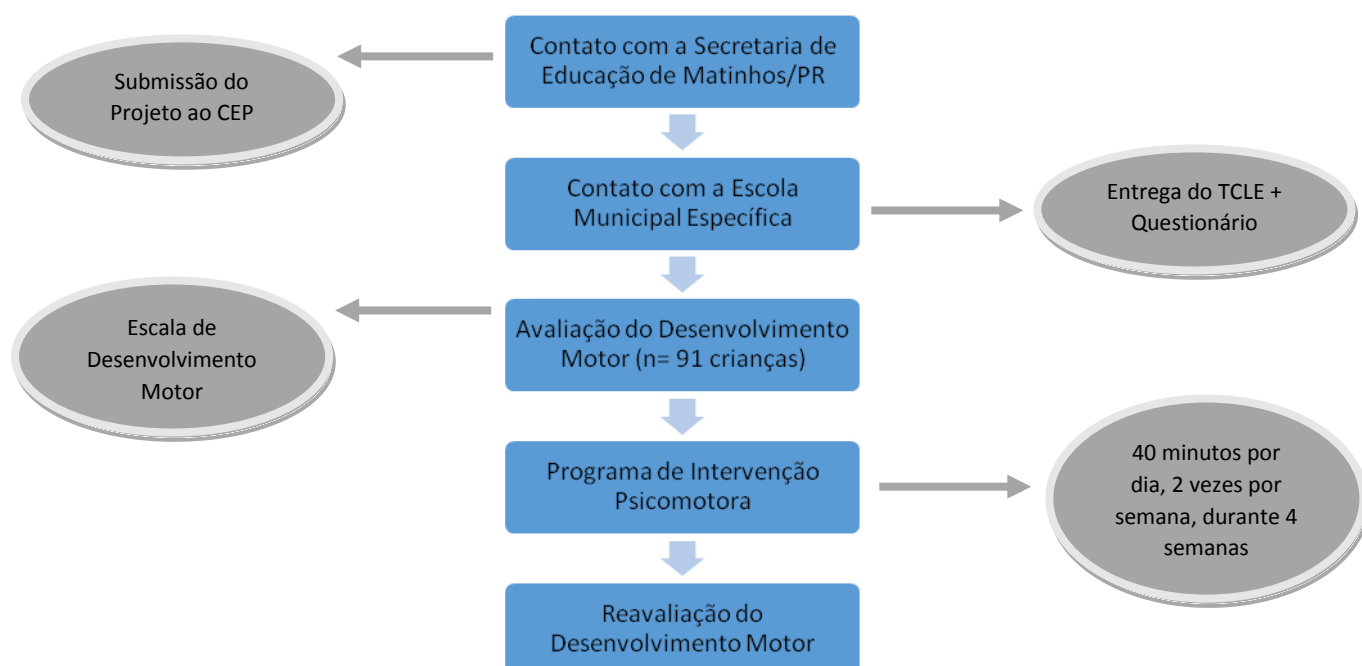 Contato com a Secretaria de
Educação de Matinhos/PR
Submissão do
Projeto ao CEP
Contato com a Escola
Municipal Específica
Entrega do TCLE +
Questionário
Avaliação do Desenvolvimento
Motor (n= 91 crianças)
Escala de
Desenvolvimento
Motor
Programa de Intervenção
Psicomotora
40 minutos por
dia, 2 vezes por
semana, durante 4
semanas
Reavaliação do
Desenvolvimento Motor